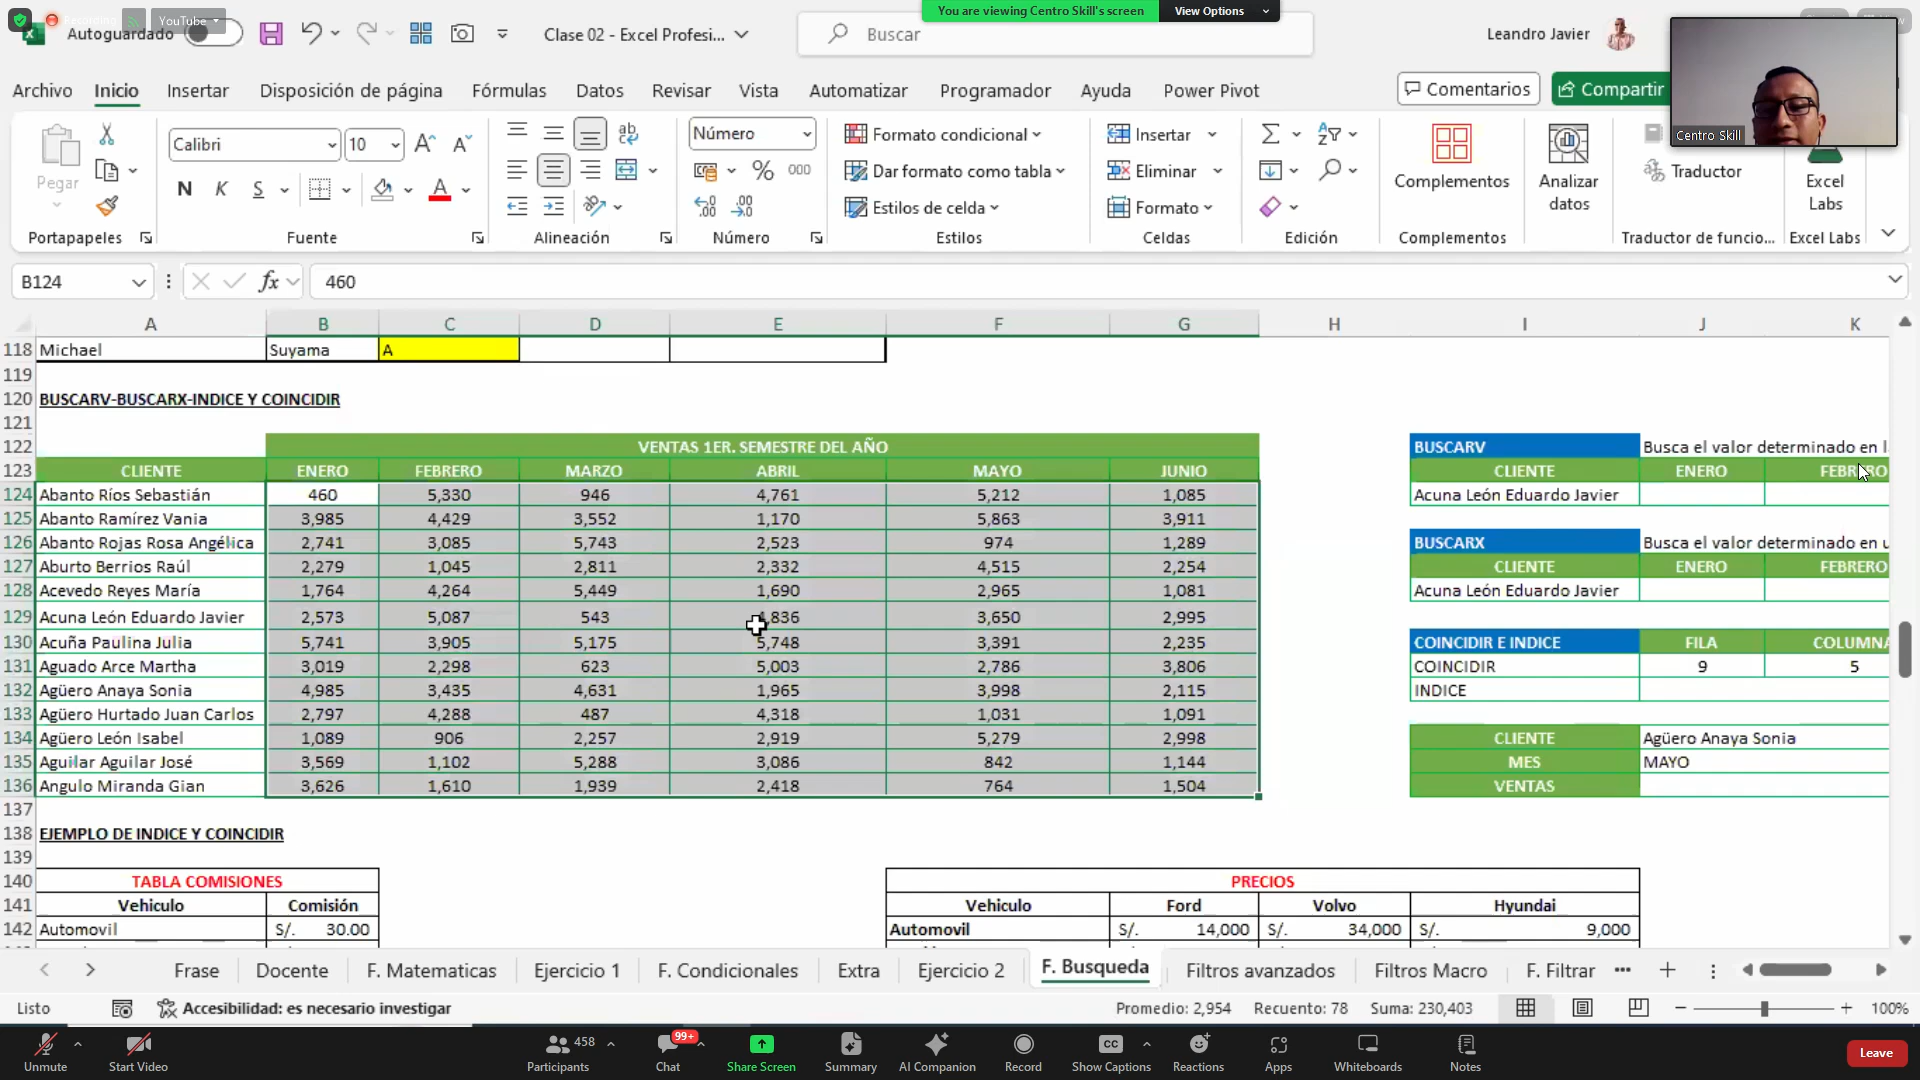 Recording
YouTube
You are viewing Centro Skill's screen
View Options
Autoguardado
Clase 02 - Excel Profesi...
Buscar
Leandro Javier
Centro Skill
Archivo
Inicio
Insertar
Disposición de página
Fórmulas
Datos
Revisar
Vista
Automatizar
Programador
Ayuda
Power Pivot
Comentarios
Compartir
Pegar
Portapapeles
Calibri
10
N K S
Fuente
Alineación
Número
% 000
Número
Formato condicional
Dar formato como tabla
Estilos de celda
Estilos
Insertar
Eliminar
Formato
Celdas
Edición
Complementos
Complementos
Analizar datos
Traductor
Traductor de funcio...
Excel Labs
Excel Labs
B124
fx
460
A B C D E F G H I J K
118 Michael Suyama A
119
120 BUSCARV-BUSCARX-INDICE Y COINCIDIR
121
122 VENTAS 1ER. SEMESTRE DEL AÑO BUSCARV Busca el valor determinado en l
123 CLIENTE ENERO FEBRERO MARZO ABRIL MAYO JUNIO CLIENTE ENERO FEBRERO
124 Abanto Ríos Sebastián 460 5,330 946 4,761 5,212 1,085 Acuna León Eduardo Javier
125 Abanto Ramírez Vania 3,985 4,429 3,552 1,170 5,863 3,911
126 Abanto Rojas Rosa Angélica 2,741 3,085 5,743 2,523 974 1,289 BUSCARX Busca el valor determinado en u
127 Aburto Berrios Raúl 2,279 1,045 2,811 2,332 4,515 2,254 CLIENTE ENERO FEBRERO
128 Acevedo Reyes María 1,764 4,264 5,449 1,690 2,965 1,081 Acuna León Eduardo Javier
129 Acuna León Eduardo Javier 2,573 5,087 543 4,836 3,650 2,995
130 Acuña Paulina Julia 5,741 3,905 5,175 5,748 3,391 2,235 COINCIDIR E INDICE FILA COLUMNA
131 Aguado Arce Martha 3,019 2,298 623 5,003 2,786 3,806 COINCIDIR 9 5
132 Agüero Anaya Sonia 4,985 3,435 4,631 1,965 3,998 2,115 INDICE
133 Agüero Hurtado Juan Carlos 2,797 4,288 487 4,318 1,031 1,091
134 Agüero León Isabel 1,089 906 2,257 2,919 5,279 2,998 CLIENTE Agüero Anaya Sonia
135 Aguilar Aguilar José 3,569 1,102 5,288 3,086 842 1,144 MES MAYO
136 Angulo Miranda Gian 3,626 1,610 1,939 2,418 764 1,504 VENTAS
137
138 EJEMPLO DE INDICE Y COINCIDIR
139
140 TABLA COMISIONES PRECIOS
141 Vehiculo Comisión Vehiculo Ford Volvo Hyundai
142 Automovil S/. 30.00 Automovil S/. 14,000 S/. 34,000 S/. 9,000
Frase
Docente
F. Matematicas
Ejercicio 1
F. Condicionales
Extra
Ejercicio 2
F. Busqueda
Filtros avanzados
Filtros Macro
F. Filtrar
Listo
Accesibilidad: es necesario investigar
Promedio: 2,954
Recuento: 78
Suma: 230,403
100%
Unmute
Start Video
458
Participants
99+
Chat
Share Screen
Summary
AI Companion
Record
CC
Show Captions
Reactions
Apps
Whiteboards
Notes
Leave